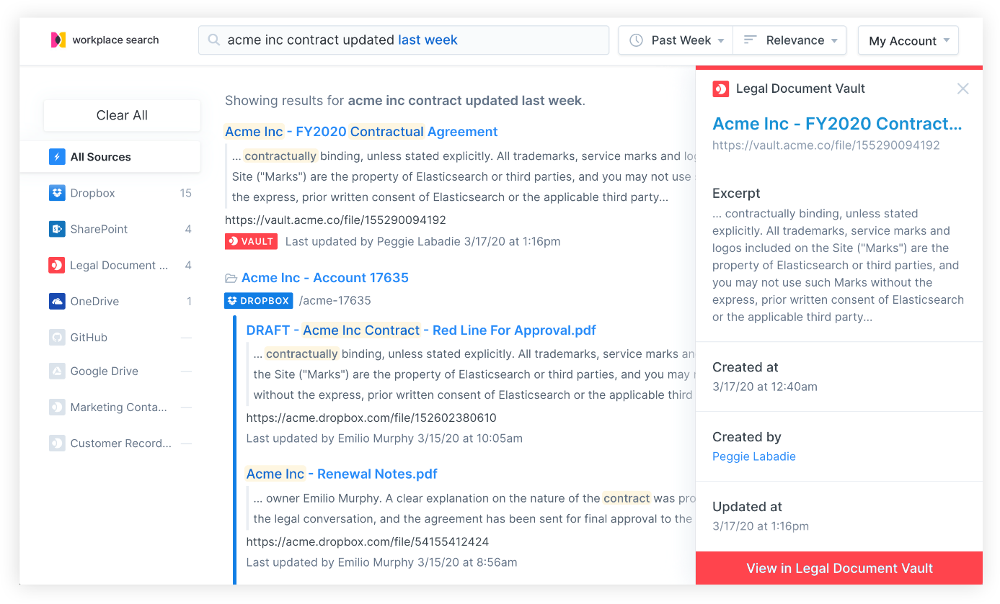 workplace search
acme inc contract updated last week
Past Week
Relevance
My Account
Clear All
All Sources
Dropbox 15
SharePoint 4
Legal Document ... 4
OneDrive 1
GitHub —
Google Drive —
Marketing Conta... —
Customer Record... —
Showing results for acme inc contract updated last week.
Acme Inc - FY2020 Contractual Agreement
... contractually binding, unless stated explicitly. All trademarks, service marks and
Site ("Marks") are the property of Elasticsearch or third parties, and you may not use
the express, prior written consent of Elasticsearch or the applicable third party...
https://vault.acme.co/file/155290094192
VAULT Last updated by Peggie Labadie 3/17/20 at 1:16pm
Acme Inc - Account 17635
DROPBOX /acme-17635
DRAFT - Acme Inc Contract - Red Line For Approval.pdf
... contractually binding, unless stated explicitly. All trademarks, service marks
the Site ("Marks") are the property of Elasticsearch or third parties, and you may
without the express, prior written consent of Elasticsearch or the applicable third
https://acme.dropbox.com/file/152602380610
Last updated by Emilio Murphy 3/15/20 at 10:05am
Acme Inc - Renewal Notes.pdf
... owner Emilio Murphy. A clear explanation on the nature of the contract was
the legal conversation, and the agreement has been sent for final approval to the
https://acme.dropbox.com/file/54155412424
Last updated by Emilio Murphy 3/15/20 at 8:56am
Legal Document Vault
Acme Inc - FY2020 Contract...
https://vault.acme.co/file/155290094192
Excerpt
... contractually binding, unless stated
explicitly. All trademarks, service marks and
logos included on the Site ("Marks") are the
property of Elasticsearch or third parties, and
you may not use such Marks without the
express, prior written consent of Elasticsearch
or the applicable third party...
Created at
3/17/20 at 12:40am
Created by
Peggie Labadie
Updated at
3/17/20 at 1:16pm
View in Legal Document Vault